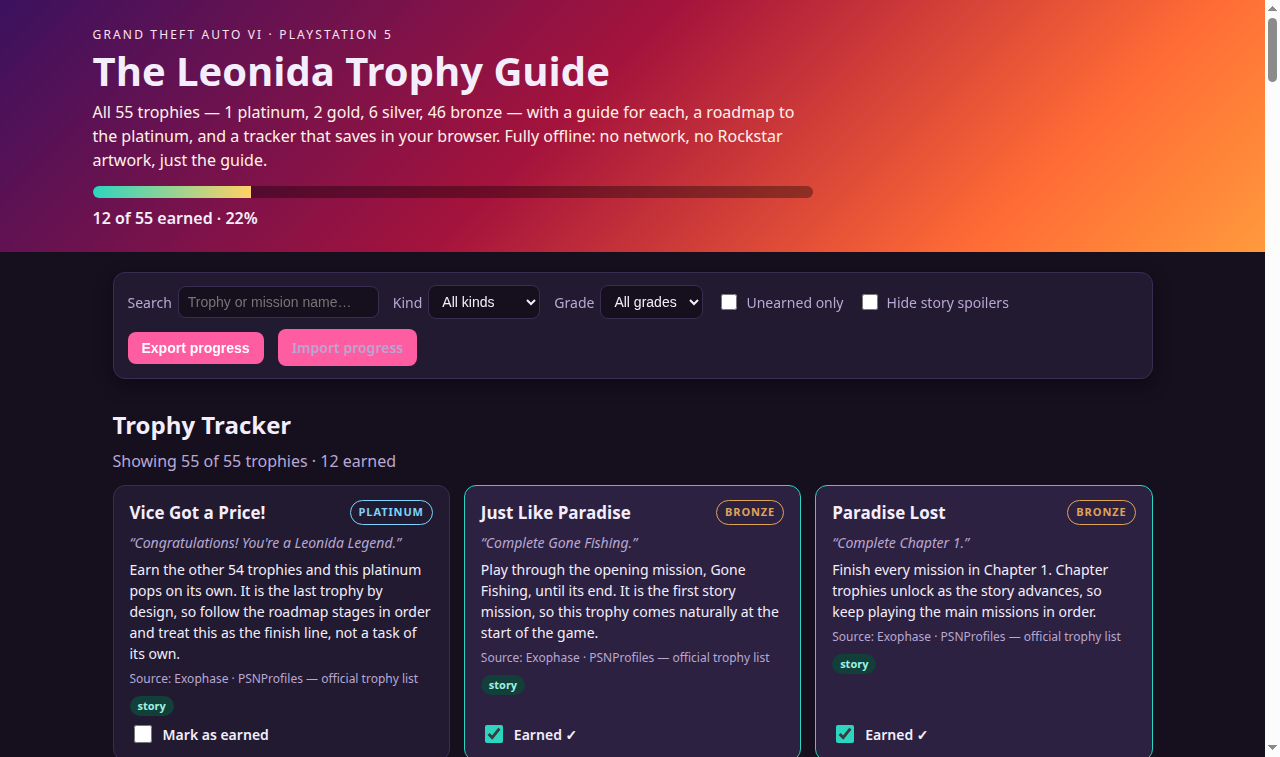 GRAND THEFT AUTO VI · PLAYSTATION 5
The Leonida Trophy Guide
All 55 trophies — 1 platinum, 2 gold, 6 silver, 46 bronze — with a guide for each, a roadmap to
the platinum, and a tracker that saves in your browser. Fully offline: no network, no Rockstar
artwork, just the guide.
12 of 55 earned · 22%
Search Trophy or mission name… Kind All kinds Grade All grades Unearned only Hide story spoilers
Export progress Import progress
Trophy Tracker
Showing 55 of 55 trophies · 12 earned
Vice Got a Price! PLATINUM
“Congratulations! You're a Leonida Legend.”
Earn the other 54 trophies and this platinum
pops on its own. It is the last trophy by
design, so follow the roadmap stages in order
and treat this as the finish line, not a task of
its own.
Source: Exophase · PSNProfiles — official trophy list
story
Mark as earned
Just Like Paradise BRONZE
“Complete Gone Fishing.”
Play through the opening mission, Gone
Fishing, until its end. It is the first story
mission, so this trophy comes naturally at the
start of the game.
Source: Exophase · PSNProfiles — official trophy list
story
Earned ✓
Paradise Lost BRONZE
“Complete Chapter 1.”
Finish every mission in Chapter 1. Chapter
trophies unlock as the story advances, so
keep playing the main missions in order.
Source: Exophase · PSNProfiles — official trophy list
story
Earned ✓